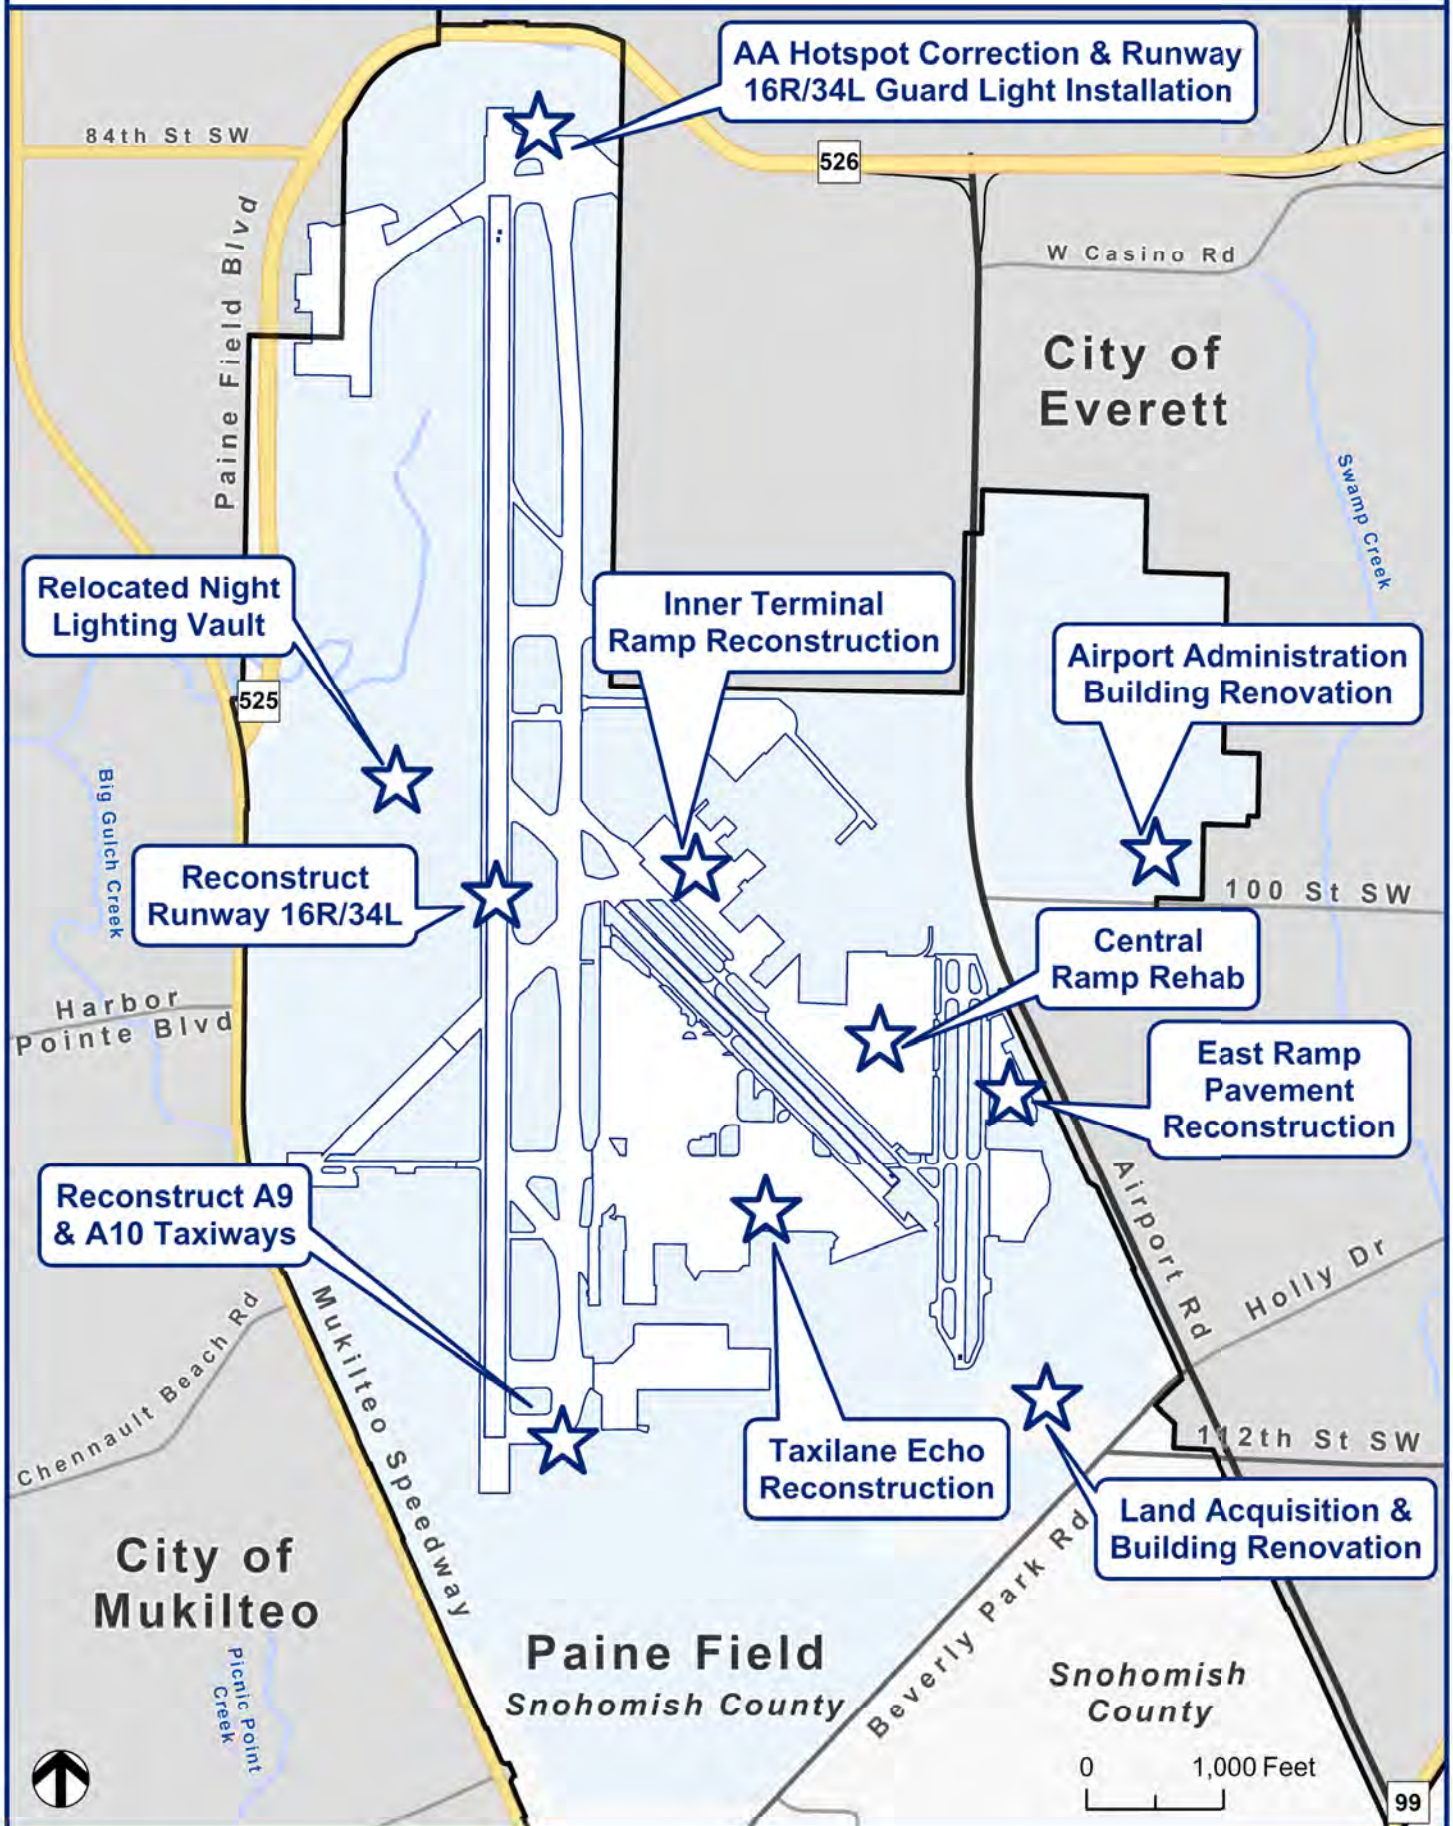 AA Hotspot Correction & Runway
16R/34L Guard Light Installation
84th St SW
526
Paine Field Blvd
W Casino Rd
City of
Everett
Swamp Creek
Relocated Night
Lighting Vault
Inner Terminal
Ramp Reconstruction
Airport Administration
Building Renovation
525
Big Gulch Creek
Reconstruct
Runway 16R/34L
100 St SW
Central
Ramp Rehab
Harbor
Pointe Blvd
East Ramp
Pavement
Reconstruction
Reconstruct A9
& A10 Taxiways
Airport Rd
Holly Dr
Chennault Beach Rd
Mukilteo Speedway
Taxilane Echo
Reconstruction
112th St SW
Land Acquisition &
Building Renovation
City of
Mukilteo
Beverly Park Rd
Paine Field
Snohomish County
Snohomish
County
Picnic Point
Creek
0 1,000 Feet
99